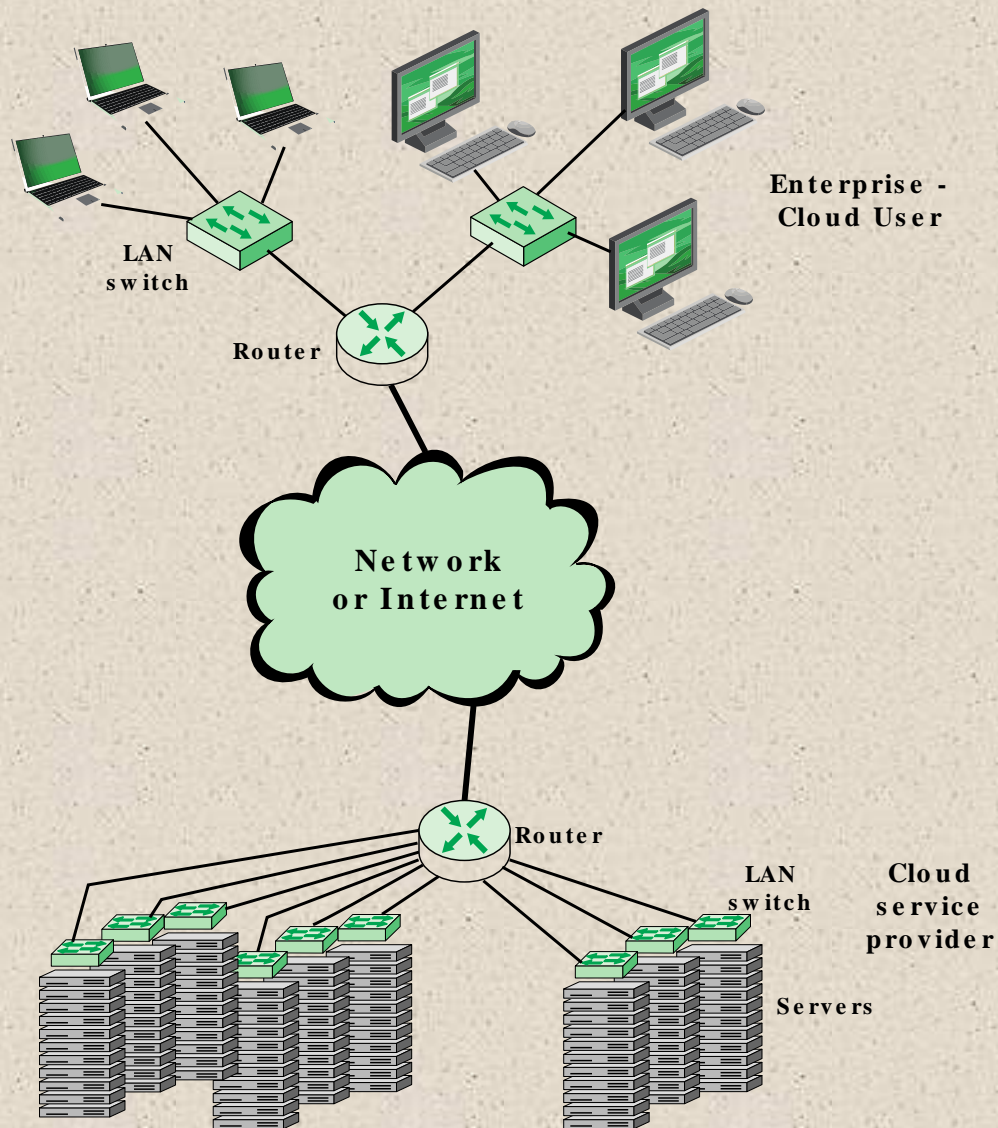 Enterprise -
Cloud User
LAN
switch
Router
Network
or Internet
Router
LAN
switch
Cloud
service
provider
Servers